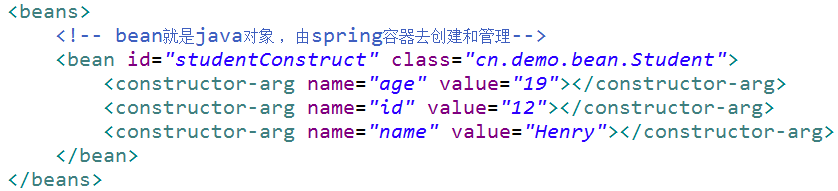 <beans>
<!-- bean就是java对象，由spring容器去创建和管理-->
<bean id="studentConstruct" class="cn.demo.bean.Student">
<constructor-arg name="age" value="19"></constructor-arg>
<constructor-arg name="id" value="12"></constructor-arg>
<constructor-arg name="name" value="Henry"></constructor-arg>
</bean>
</beans>